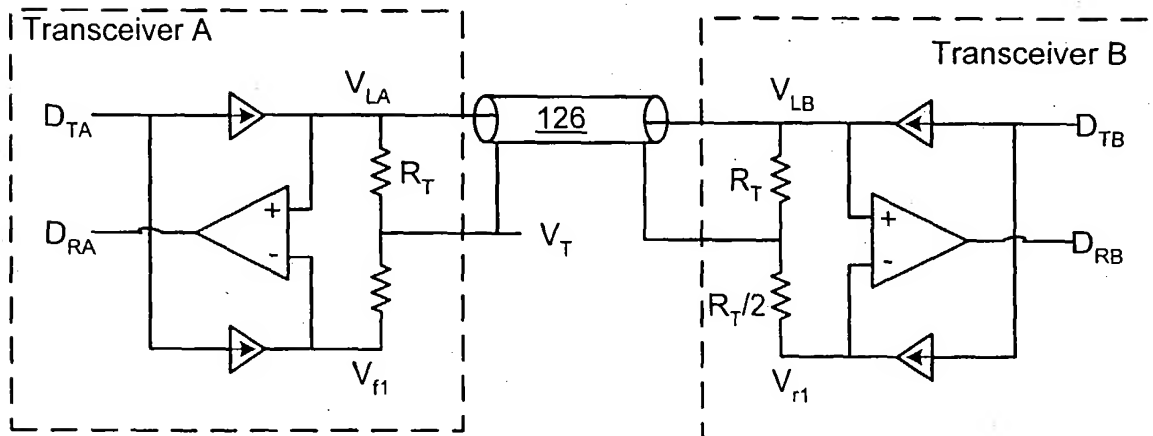 Transceiver A
Transceiver B
V_LA
V_LB
D_TA
126
D_TB
R_T
R_T
+
+
D_RA
V_T
D_RB
-
-
R_T/2
V_f1
V_r1